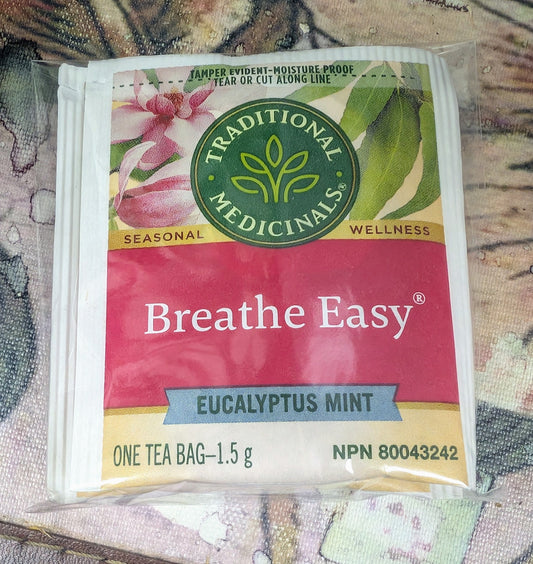 TAMPER EVIDENT-MOISTURE PROOF
TEAR OR CUT ALONG LINE
TRADITIONAL
MEDICINALS®
SEASONAL WELLNESS
Breathe Easy®
EUCALYPTUS MINT
ONE TEA BAG–1.5 g NPN 80043242